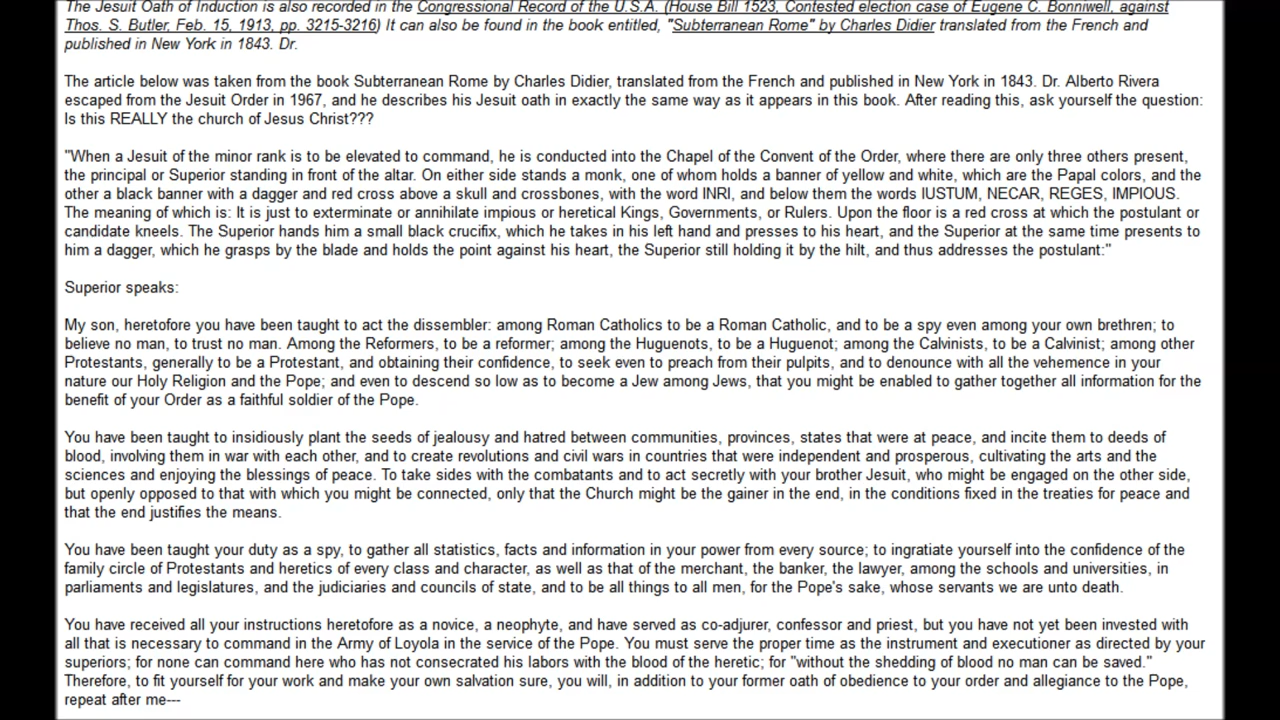 The Jesuit Oath of Induction is also recorded in the Congressional Record of the U.S.A. (House Bill 1523, Contested election case of Eugene C. Bonniwell, against
Thos. S. Butler, Feb. 15, 1913, pp. 3215-3216) It can also be found in the book entitled, "Subterranean Rome" by Charles Didier translated from the French and
published in New York in 1843. Dr.
The article below was taken from the book Subterranean Rome by Charles Didier, translated from the French and published in New York in 1843. Dr. Alberto Rivera
escaped from the Jesuit Order in 1967, and he describes his Jesuit oath in exactly the same way as it appears in this book. After reading this, ask yourself the question:
Is this REALLY the church of Jesus Christ???
"When a Jesuit of the minor rank is to be elevated to command, he is conducted into the Chapel of the Convent of the Order, where there are only three others present,
the principal or Superior standing in front of the altar. On either side stands a monk, one of whom holds a banner of yellow and white, which are the Papal colors, and the
other a black banner with a dagger and red cross above a skull and crossbones, with the word INRI, and below them the words IUSTUM, NECAR, REGES, IMPIOUS.
The meaning of which is: It is just to exterminate or annihilate impious or heretical Kings, Governments, or Rulers. Upon the floor is a red cross at which the postulant or
candidate kneels. The Superior hands him a small black crucifix, which he takes in his left hand and presses to his heart, and the Superior at the same time presents to
him a dagger, which he grasps by the blade and holds the point against his heart, the Superior still holding it by the hilt, and thus addresses the postulant:"
Superior speaks:
My son, heretofore you have been taught to act the dissembler: among Roman Catholics to be a Roman Catholic, and to be a spy even among your own brethren; to
believe no man, to trust no man. Among the Reformers, to be a reformer; among the Huguenots, to be a Huguenot; among the Calvinists, to be a Calvinist; among other
Protestants, generally to be a Protestant, and obtaining their confidence, to seek even to preach from their pulpits, and to denounce with all the vehemence in your
nature our Holy Religion and the Pope; and even to descend so low as to become a Jew among Jews, that you might be enabled to gather together all information for the
benefit of your Order as a faithful soldier of the Pope.
You have been taught to insidiously plant the seeds of jealousy and hatred between communities, provinces, states that were at peace, and incite them to deeds of
blood, involving them in war with each other, and to create revolutions and civil wars in countries that were independent and prosperous, cultivating the arts and the
sciences and enjoying the blessings of peace. To take sides with the combatants and to act secretly with your brother Jesuit, who might be engaged on the other side,
but openly opposed to that with which you might be connected, only that the Church might be the gainer in the end, in the conditions fixed in the treaties for peace and
that the end justifies the means.
You have been taught your duty as a spy, to gather all statistics, facts and information in your power from every source; to ingratiate yourself into the confidence of the
family circle of Protestants and heretics of every class and character, as well as that of the merchant, the banker, the lawyer, among the schools and universities, in
parliaments and legislatures, and the judiciaries and councils of state, and to be all things to all men, for the Pope's sake, whose servants we are unto death.
You have received all your instructions heretofore as a novice, a neophyte, and have served as co-adjurer, confessor and priest, but you have not yet been invested with
all that is necessary to command in the Army of Loyola in the service of the Pope. You must serve the proper time as the instrument and executioner as directed by your
superiors; for none can command here who has not consecrated his labors with the blood of the heretic; for "without the shedding of blood no man can be saved."
Therefore, to fit yourself for your work and make your own salvation sure, you will, in addition to your former oath of obedience to your order and allegiance to the Pope,
repeat after me---